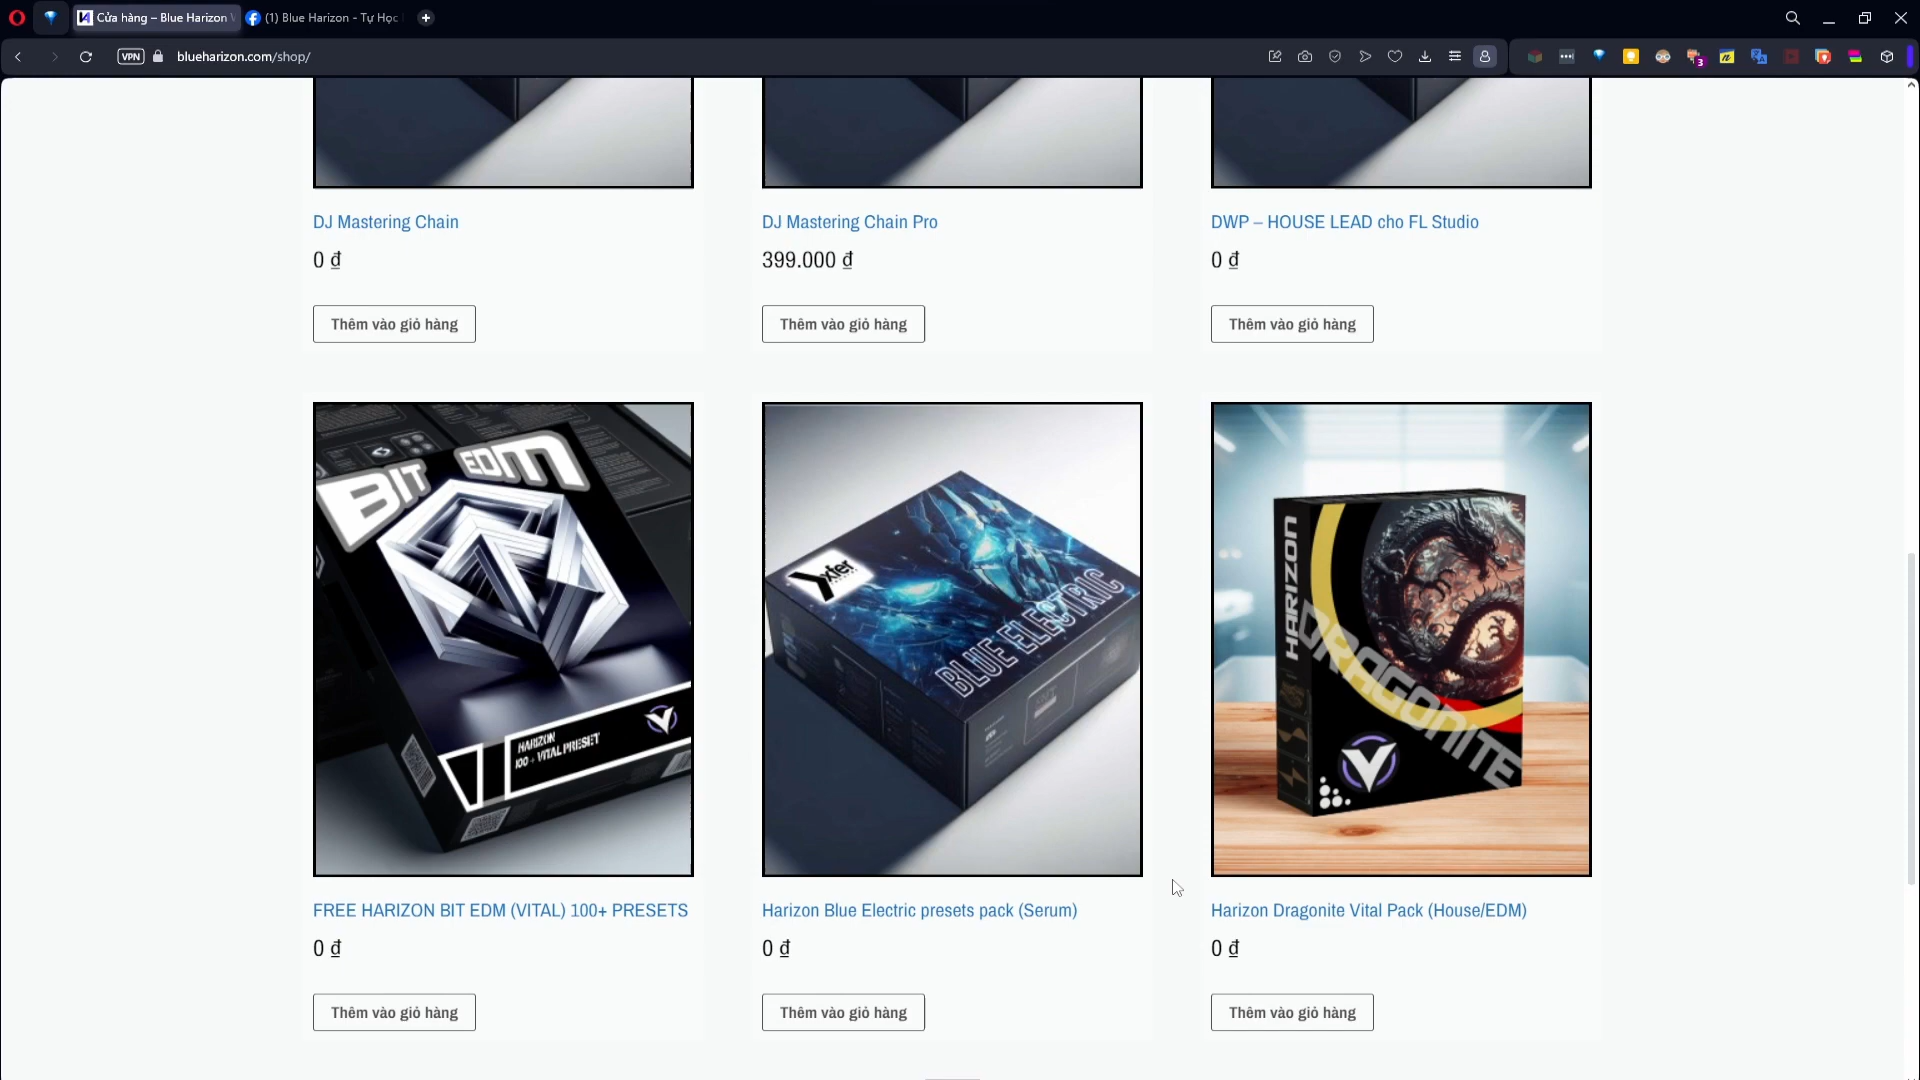 Cửa hàng – Blue Harizon V
(1) Blue Harizon - Tự Học
VPN
blueharizon.com/shop/
3
DJ Mastering Chain
DJ Mastering Chain Pro
DWP – HOUSE LEAD cho FL Studio
0 ₫
399.000 ₫
0 ₫
Thêm vào giỏ hàng
Thêm vào giỏ hàng
Thêm vào giỏ hàng
BIT EDM
HARIZON
100 + VITAL PRESET
xfer
BLUE ELECTRIC
HARIZON
DRAGONITE
FREE HARIZON BIT EDM (VITAL) 100+ PRESETS
Harizon Blue Electric presets pack (Serum)
Harizon Dragonite Vital Pack (House/EDM)
0 ₫
0 ₫
0 ₫
Thêm vào giỏ hàng
Thêm vào giỏ hàng
Thêm vào giỏ hàng